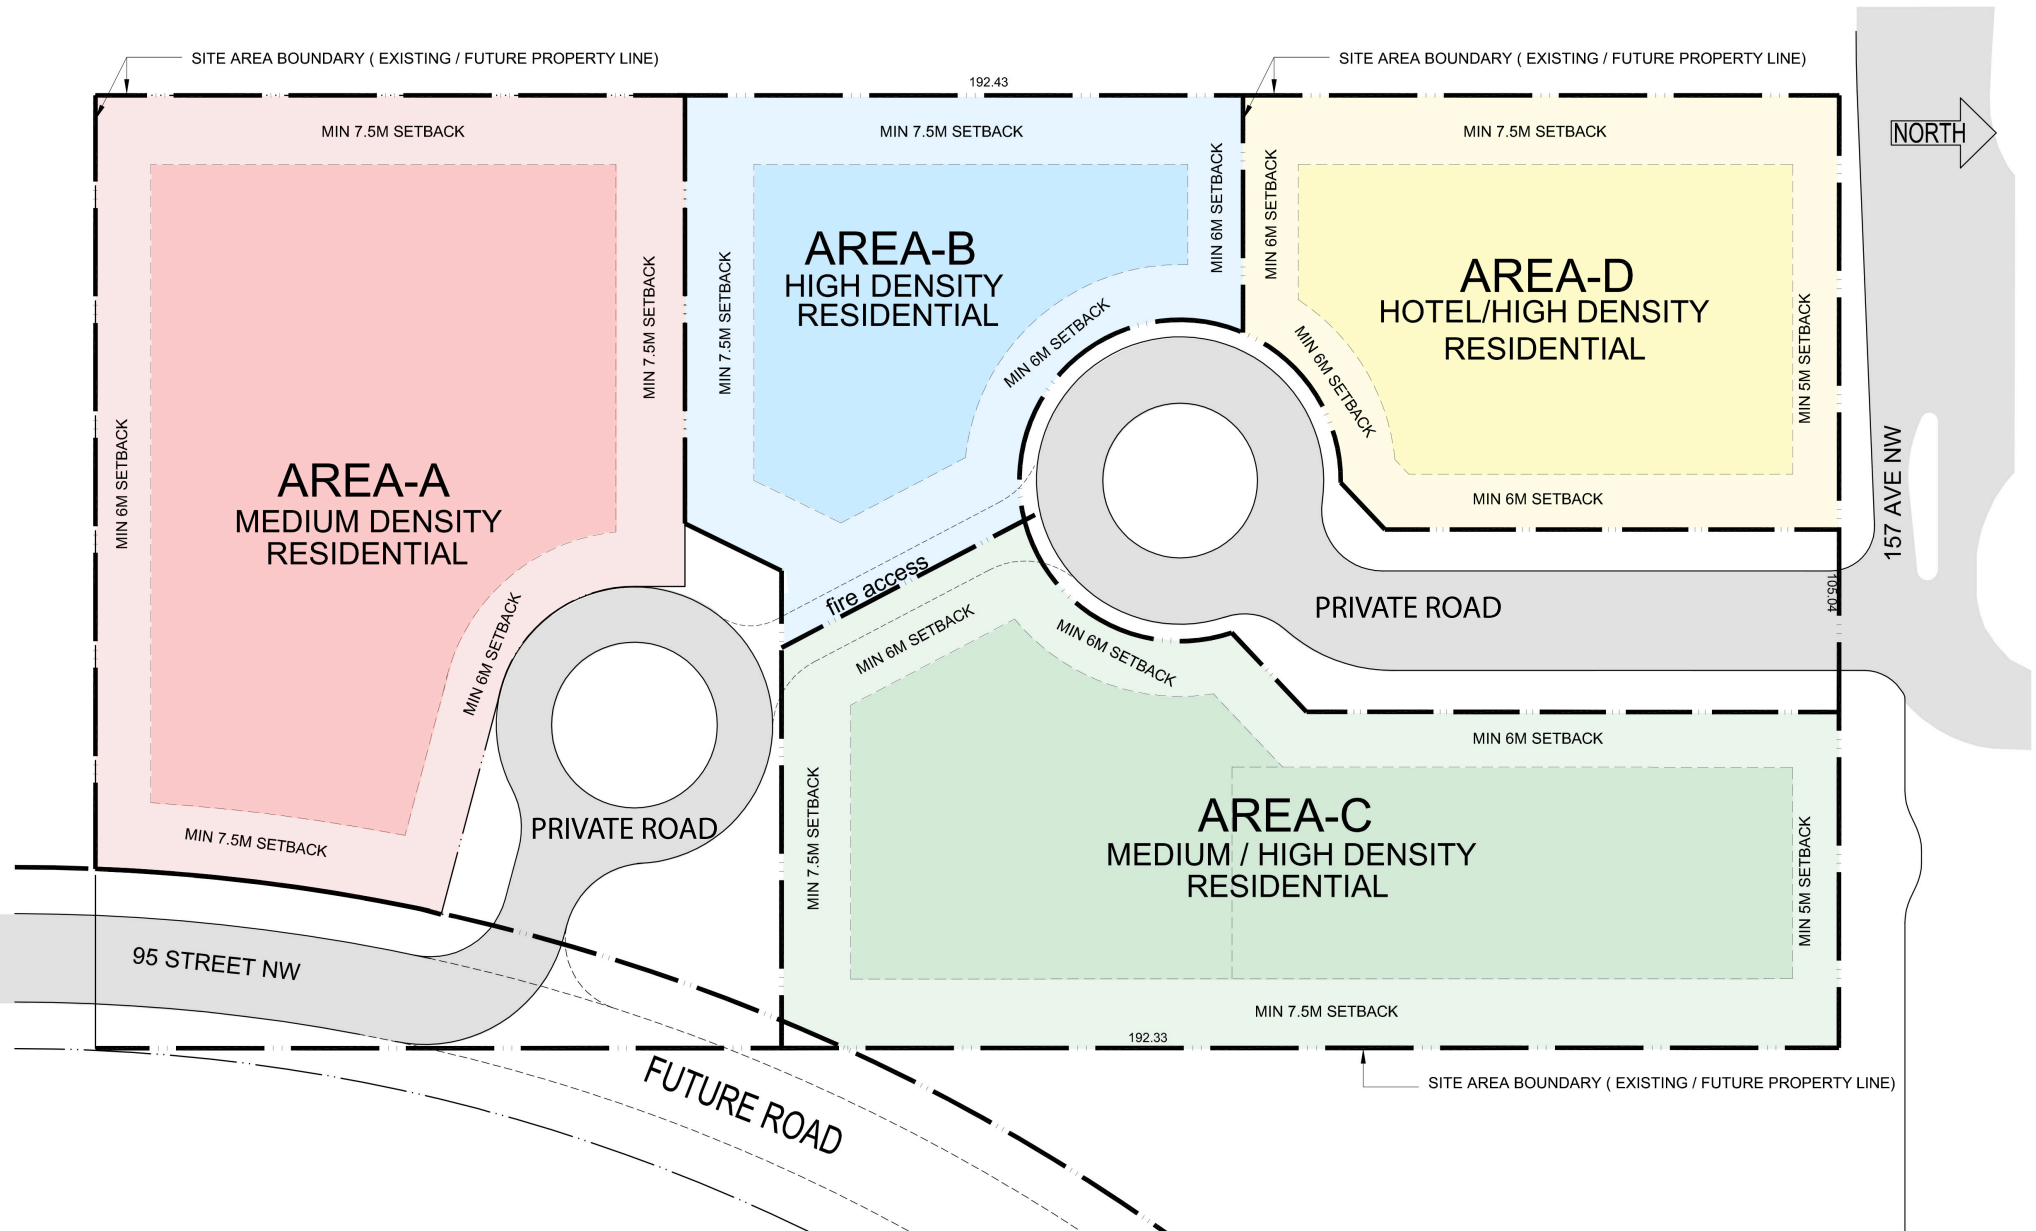 SITE AREA BOUNDARY ( EXISTING / FUTURE PROPERTY LINE)
SITE AREA BOUNDARY ( EXISTING / FUTURE PROPERTY LINE)
192.43
NORTH
MIN 7.5M SETBACK
MIN 7.5M SETBACK
MIN 7.5M SETBACK
MIN 6M SETBACK
MIN 6M SETBACK
AREA-B
HIGH DENSITY
RESIDENTIAL
AREA-D
HOTEL/HIGH DENSITY
RESIDENTIAL
MIN 7.5M SETBACK
MIN 7.5M SETBACK
MIN 6M SETBACK
MIN 6M SETBACK
MIN 5M SETBACK
MIN 6M SETBACK
AREA-A
MEDIUM DENSITY
RESIDENTIAL
MIN 6M SETBACK
157 AVE NW
fire access
105.04
PRIVATE ROAD
MIN 6M SETBACK
MIN 6M SETBACK
MIN 6M SETBACK
MIN 6M SETBACK
PRIVATE ROAD
MIN 7.5M SETBACK
MIN 7.5M SETBACK
AREA-C
MEDIUM / HIGH DENSITY
RESIDENTIAL
MIN 5M SETBACK
95 STREET NW
MIN 7.5M SETBACK
192.33
FUTURE ROAD
SITE AREA BOUNDARY ( EXISTING / FUTURE PROPERTY LINE)